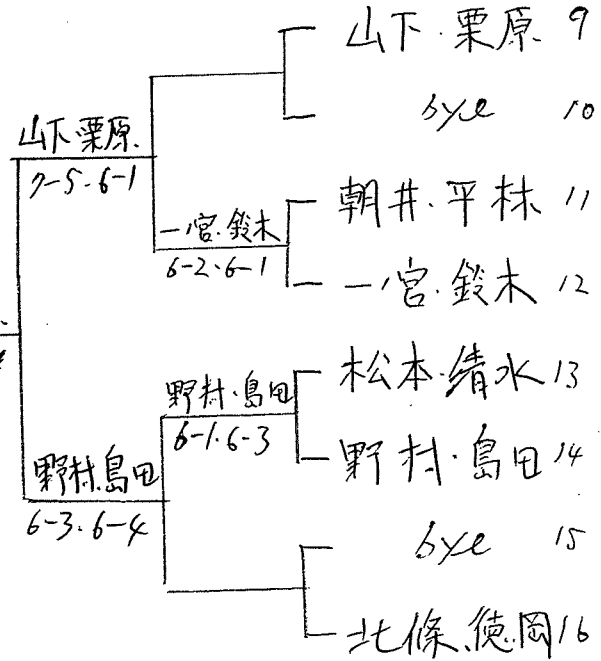 山下・栗原 9
bye 10
山下・栗原
7-5・6-1
朝井・平林 11
一宮・鈴木
6-2・6-1
一宮・鈴木 12
松本・清水 13
野村・島田
6-1・6-3
野村・島田 14
野村・島田
6-3・6-4
bye 15
北條・徳岡 16